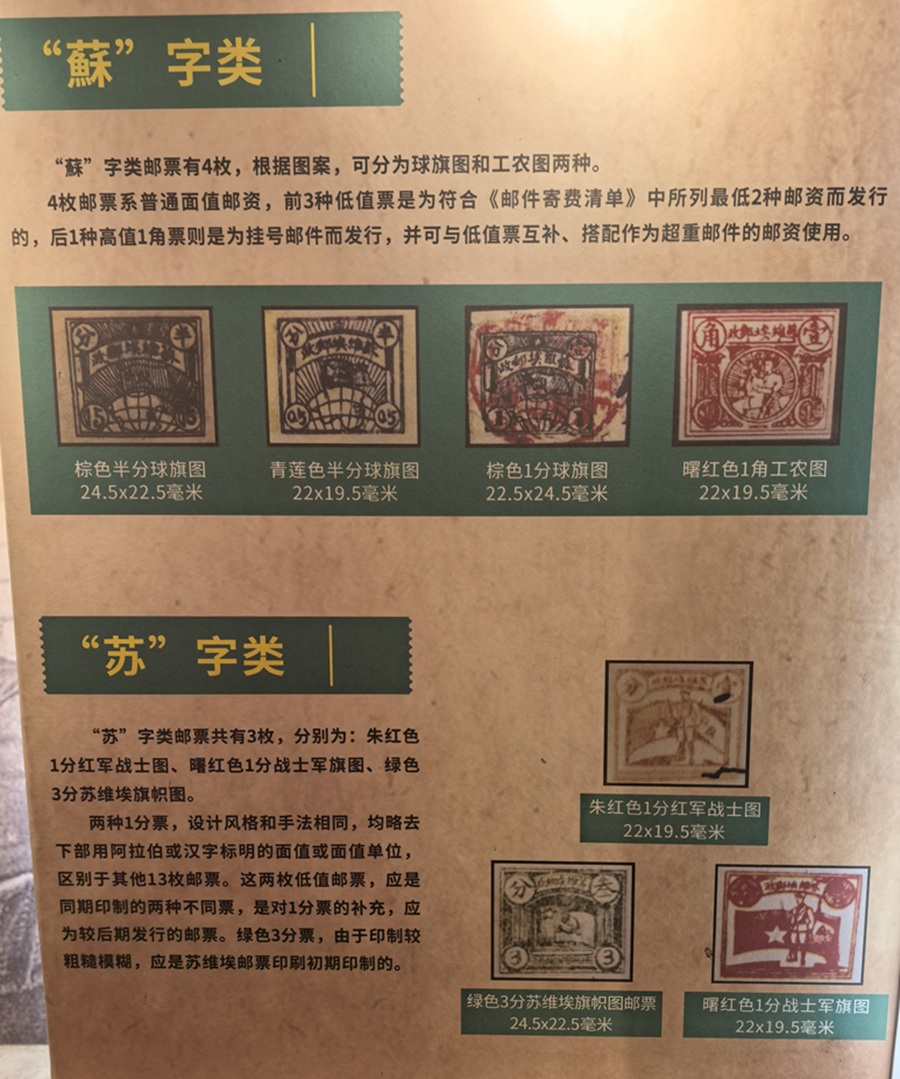 “蘇”字类
“蘇”字类邮票有4枚，根据图案，可分为球旗图和工农图两种。
4枚邮票系普通面值邮资，前3种低值票是为符合《邮件寄费清单》中所列最低2种邮资而发行
的，后1种高值1角票则是为挂号邮件而发行，并可与低值票互补、搭配作为超重邮件的邮资使用。
分 半
05
分 半
05 05
分
1 1
角 壹
棕色半分球旗图
24.5x22.5毫米
青莲色半分球旗图
22x19.5毫米
棕色1分球旗图
22.5x24.5毫米
曙红色1角工农图
22x19.5毫米
“苏”字类
“苏”字类邮票共有3枚，分别为：朱红色
1分红军战士图、曙红色1分战士军旗图、绿色
3分苏维埃旗帜图。
两种1分票，设计风格和手法相同，均略去
下部用阿拉伯或汉字标明的面值或面值单位，
区别于其他13枚邮票。这两枚低值邮票，应是
同期印制的两种不同票，是对1分票的补充，应
为较后期发行的邮票。绿色3分票，由于印制较
粗糙模糊，应是苏维埃邮票印刷初期印制的。
分
朱红色1分红军战士图
22x19.5毫米
分 叁
3 3
绿色3分苏维埃旗帜图邮票
24.5x22.5毫米
曙红色1分战士军旗图
22x19.5毫米